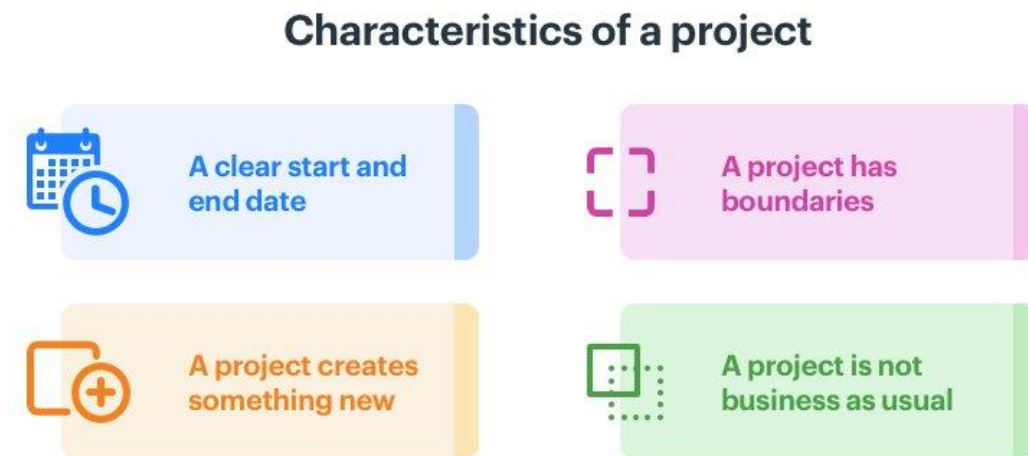 Characteristics of a project
A clear start and
end date
A project has
boundaries
A project creates
something new
A project is not
business as usual